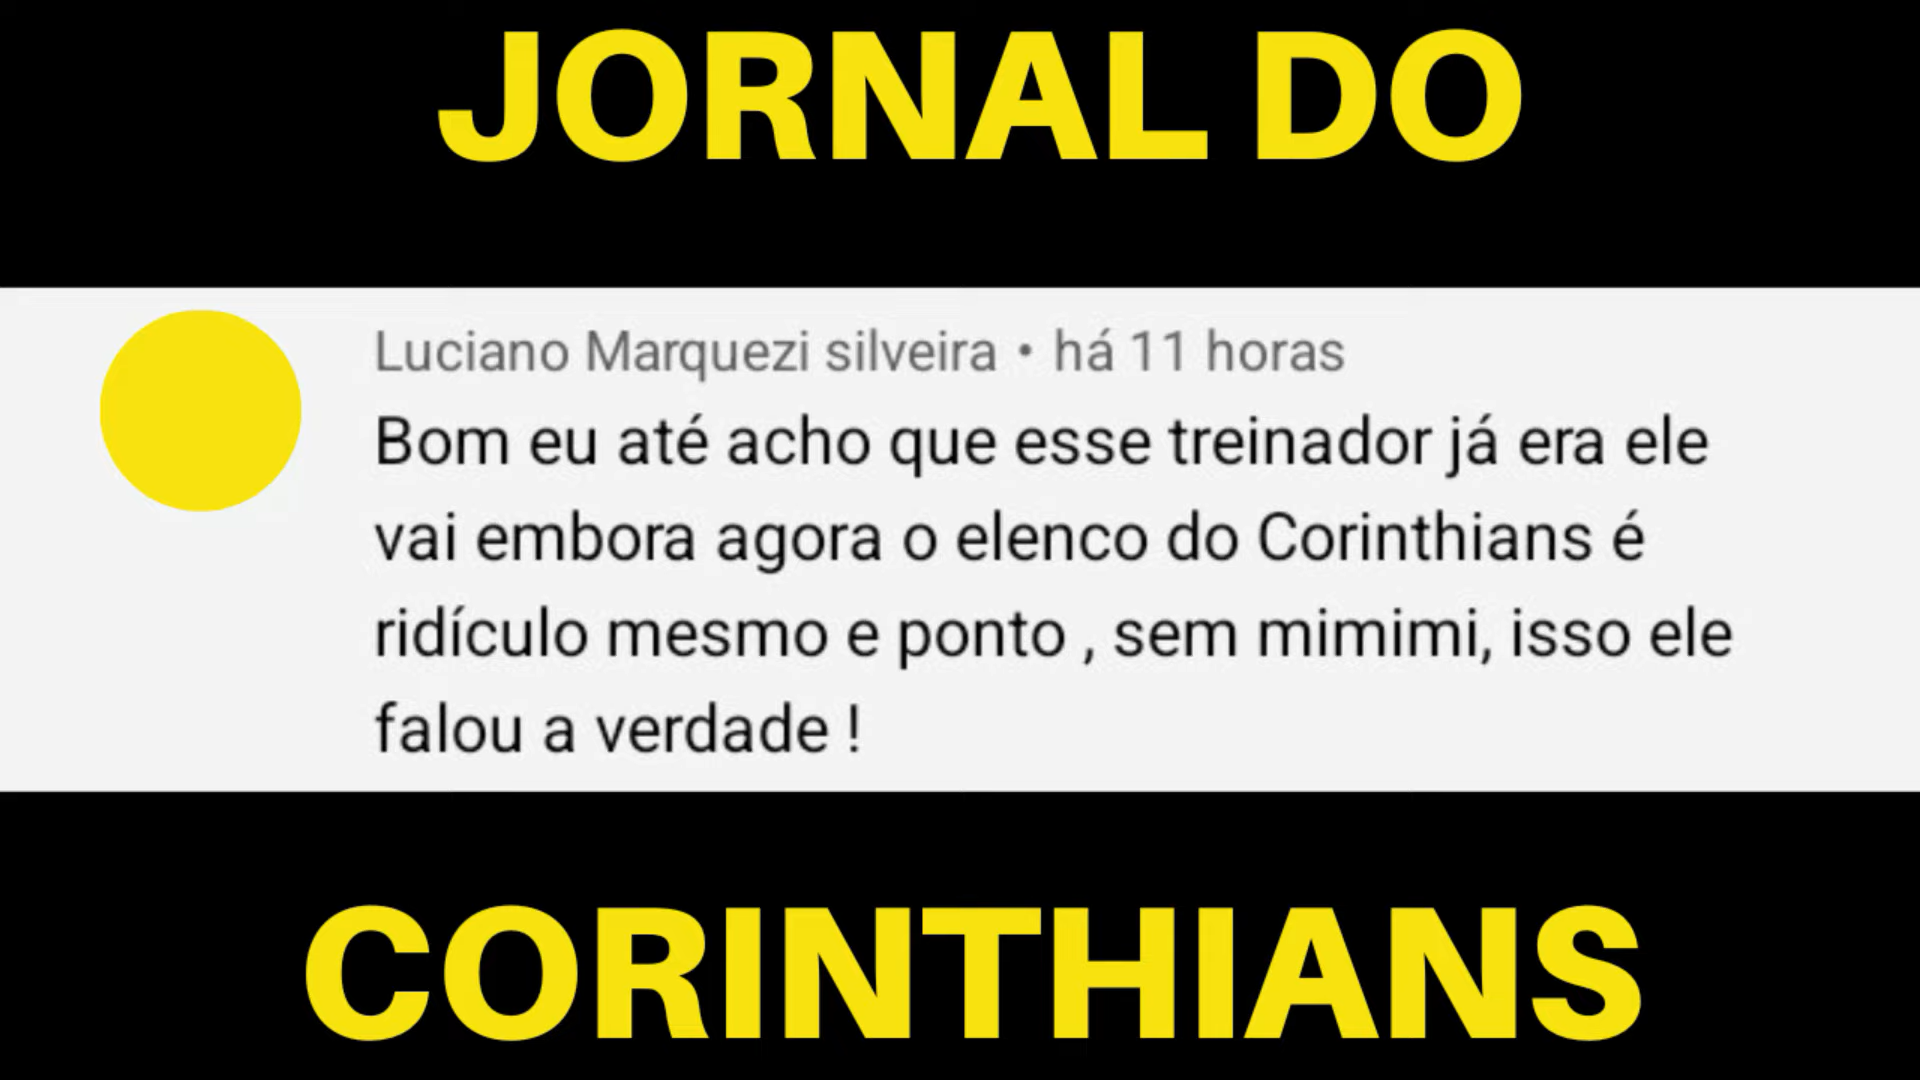 JORNAL DO
Luciano Marquezi silveira • há 11 horas
Bom eu até acho que esse treinador já era ele
vai embora agora o elenco do Corinthians é
ridículo mesmo e ponto , sem mimimi, isso ele
falou a verdade !
CORINTHIANS